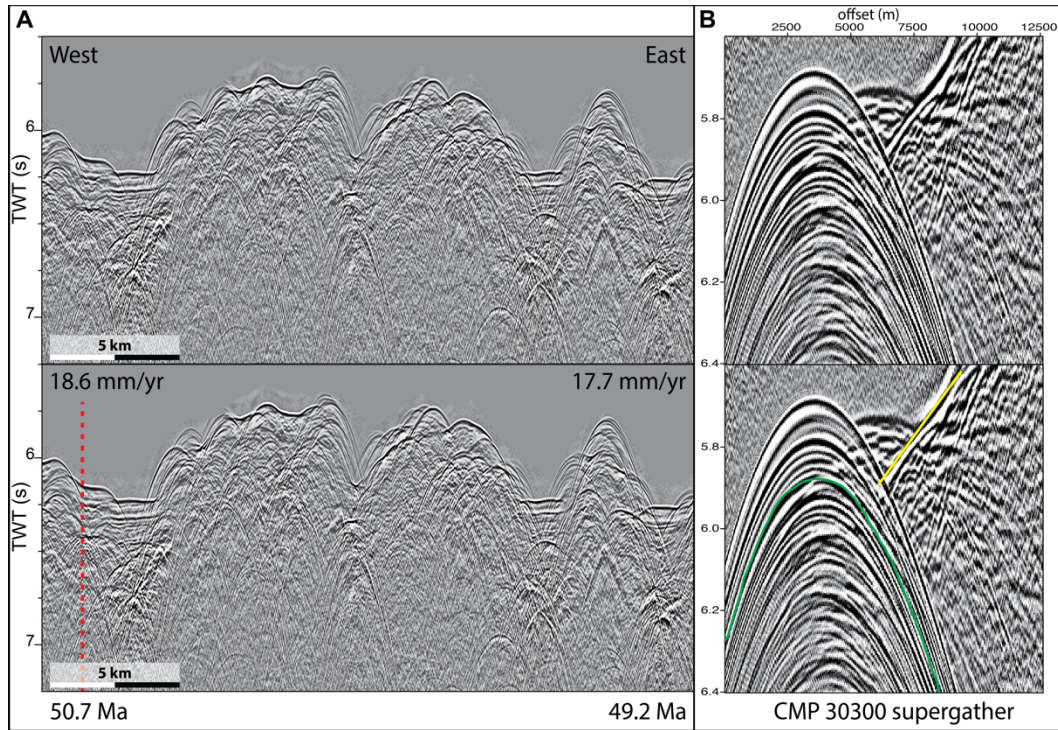 A
West
East
TWT (s)
6
7
5 km
18.6 mm/yr
17.7 mm/yr
TWT (s)
6
7
5 km
50.7 Ma
49.2 Ma
B
offset (m)
2500 5000 7500 10000 12500
5.8
6.0
6.2
6.4
5.8
6.0
6.2
6.4
CMP 30300 supergather